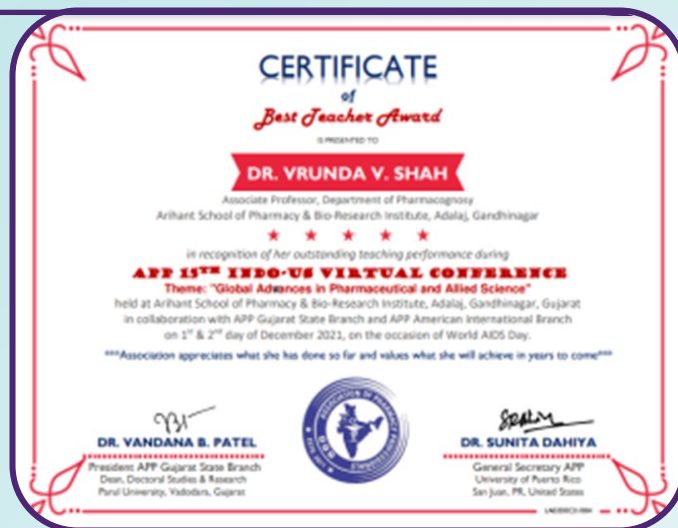 CERTIFICATE
of
Best Teacher Award
IS PRESENTED TO
DR. VRUNDA V. SHAH
Associate Professor, Department of Pharmacognosy
Arihant School of Pharmacy & Bio-Research Institute, Adalaj, Gandhinagar
in recognition of her outstanding teaching performance during
APP 15TH INDO-US VIRTUAL CONFERENCE
Theme: "Global Advances in Pharmaceutical and Allied Science"
held at Arihant School of Pharmacy & Bio-Research Institute, Adalaj, Gandhinagar, Gujarat
in collaboration with APP Gujarat State Branch and APP American International Branch
on 1st & 2nd day of December 2021, on the occasion of World AIDS Day.
***Association appreciates what she has done so far and values what she will achieve in years to come***
ASSOCIATION OF PHARMACY
DR. VANDANA B. PATEL
President APP Gujarat State Branch
Dean, Doctoral Studies & Research
Parul University, Vadodara, Gujarat
DR. SUNITA DAHIYA
General Secretary APP
University of Puerto Rico
San Juan, PR, United States